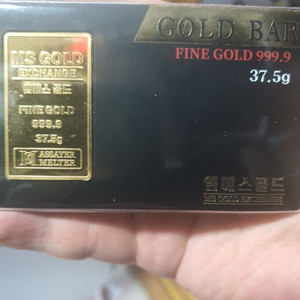 GOLD BAR
FINE GOLD 999.9
37.5g
MS GOLD
EXCHANGE
엠에스골드
FINE GOLD
999.9
37.5g
ASSAYER
MELTER
엠에스골드
MS GOLD EXCHANGE